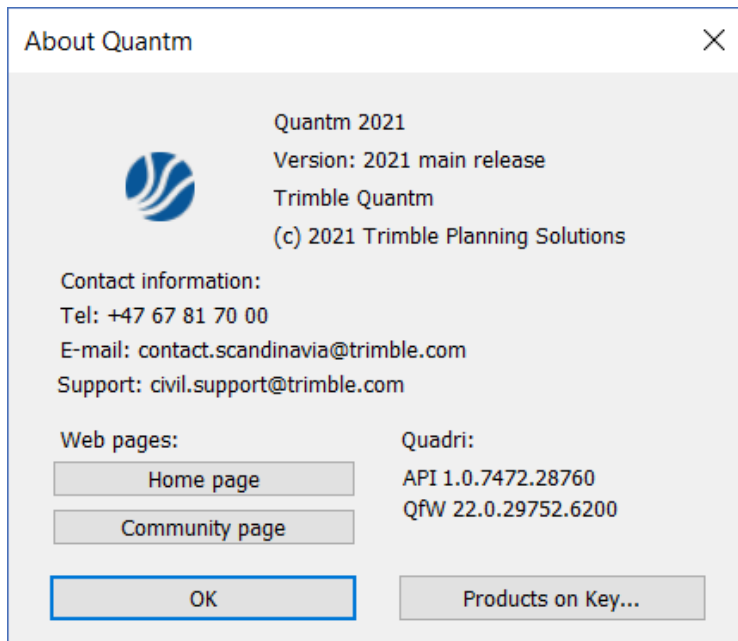 About Quantm
Quantm 2021
Version: 2021 main release
Trimble Quantm
(c) 2021 Trimble Planning Solutions
Contact information:
Tel: +47 67 81 70 00
E-mail: contact.scandinavia@trimble.com
Support: civil.support@trimble.com
Web pages:
Home page
Community page
Quadri:
API 1.0.7472.28760
QfW 22.0.29752.6200
OK
Products on Key...